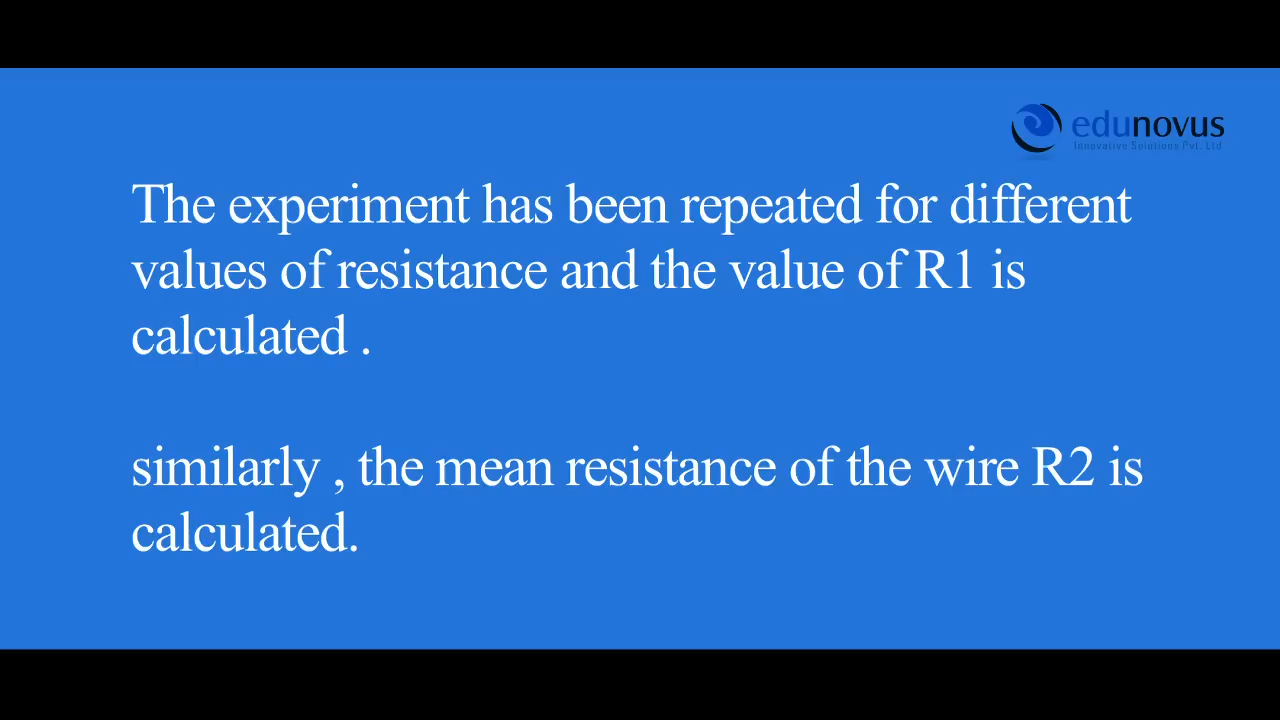 edunovus
Innovative Solutions Pvt. Ltd
The experiment has been repeated for different
values of resistance and the value of R1 is
calculated .
similarly , the mean resistance of the wire R2 is
calculated.